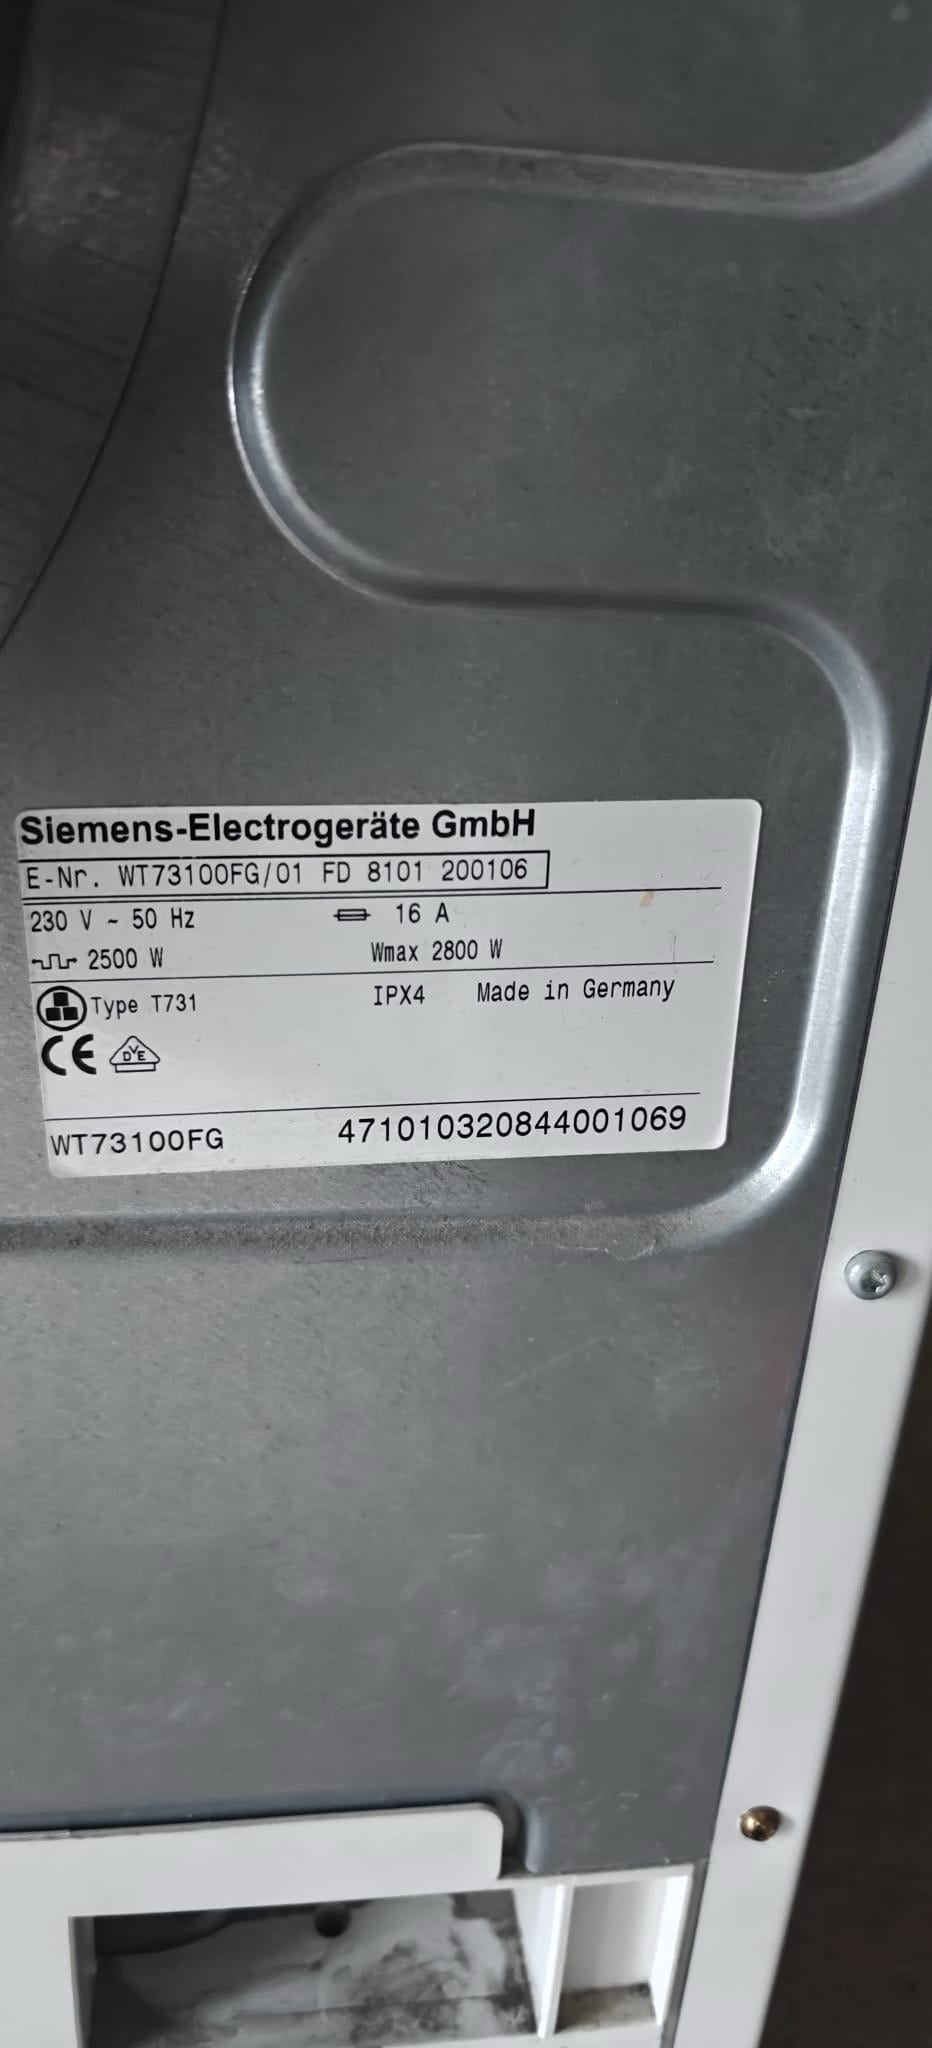 Siemens-Electrogeräte GmbH
E-Nr. WT73100FG/01 FD 8101 200106
230 V ~ 50 Hz 16 A
2500 W Wmax 2800 W
Type T731 IPX4 Made in Germany
CE DVE
WT73100FG 471010320844001069